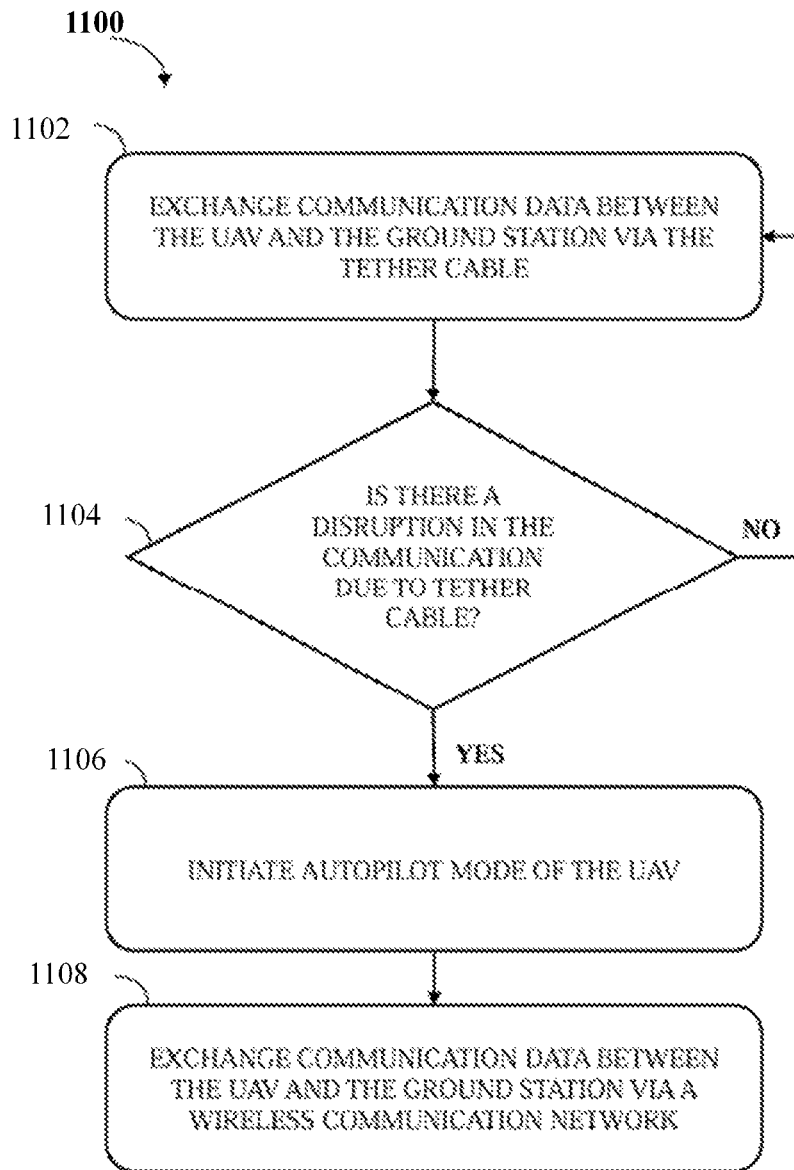 1100
1102
EXCHANGE COMMUNICATION DATA BETWEEN
THE UAV AND THE GROUND STATION VIA THE
TETHER CABLE
1104
IS THERE A
DISRUPTION IN THE
COMMUNICATION
DUE TO TETHER
CABLE?
NO
YES
1106
INITIATE AUTOPILOT MODE OF THE UAV
1108
EXCHANGE COMMUNICATION DATA BETWEEN
THE UAV AND THE GROUND STATION VIA A
WIRELESS COMMUNICATION NETWORK